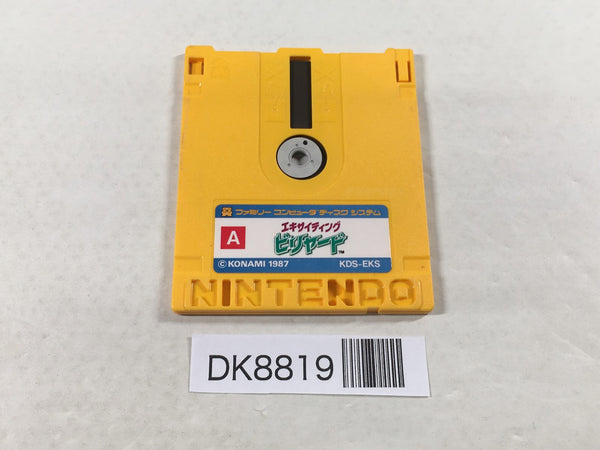 ファミリー コンピュータ ディスク システム
A
エキサイティング
ビリヤード™
© KONAMI 1987 KDS-EKS
NINTENDO
DK8819